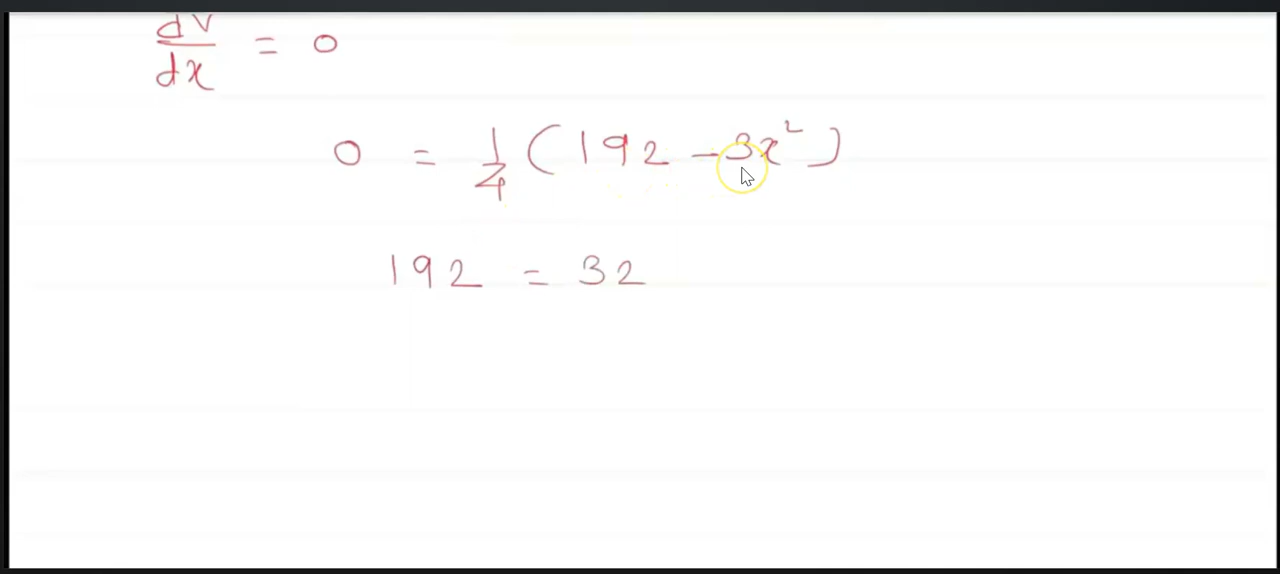 dV/dx = 0
0 = 1/4 (192 - 3x²)
192 = 32